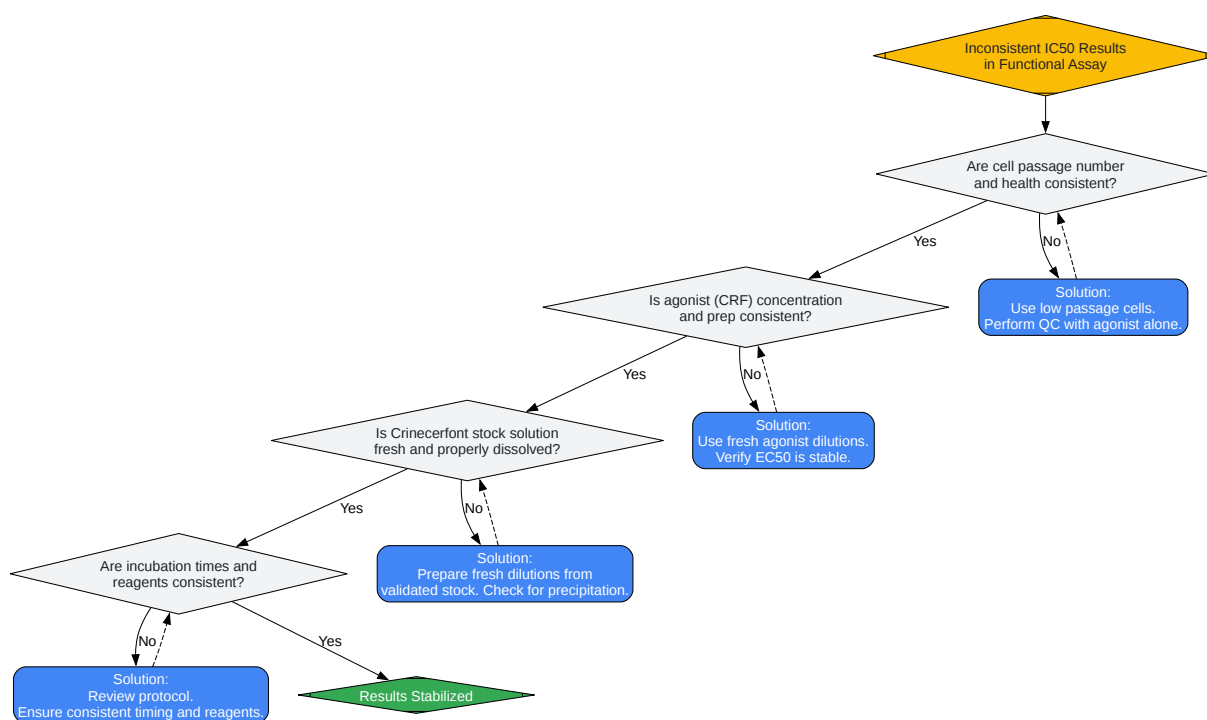 Inconsistent IC50 Results
in Functional Assay
Are cell passage number
and health consistent?
Yes
No
Solution:
Use low passage cells.
Perform QC with agonist alone.
Is agonist (CRF) concentration
and prep consistent?
Yes
No
Solution:
Use fresh agonist dilutions.
Verify EC50 is stable.
Is Crinecerfont stock solution
fresh and properly dissolved?
Yes
No
Solution:
Prepare fresh dilutions from
validated stock. Check for precipitation.
Are incubation times and
reagents consistent?
No
Yes
Solution:
Review protocol.
Ensure consistent timing and reagents.
Results Stabilized